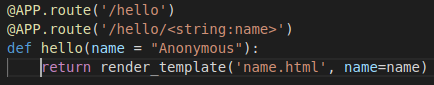 @APP.route('/hello')
@APP.route('/hello/<string:name>')
def hello(name = "Anonymous"):
    return render_template('name.html', name=name)